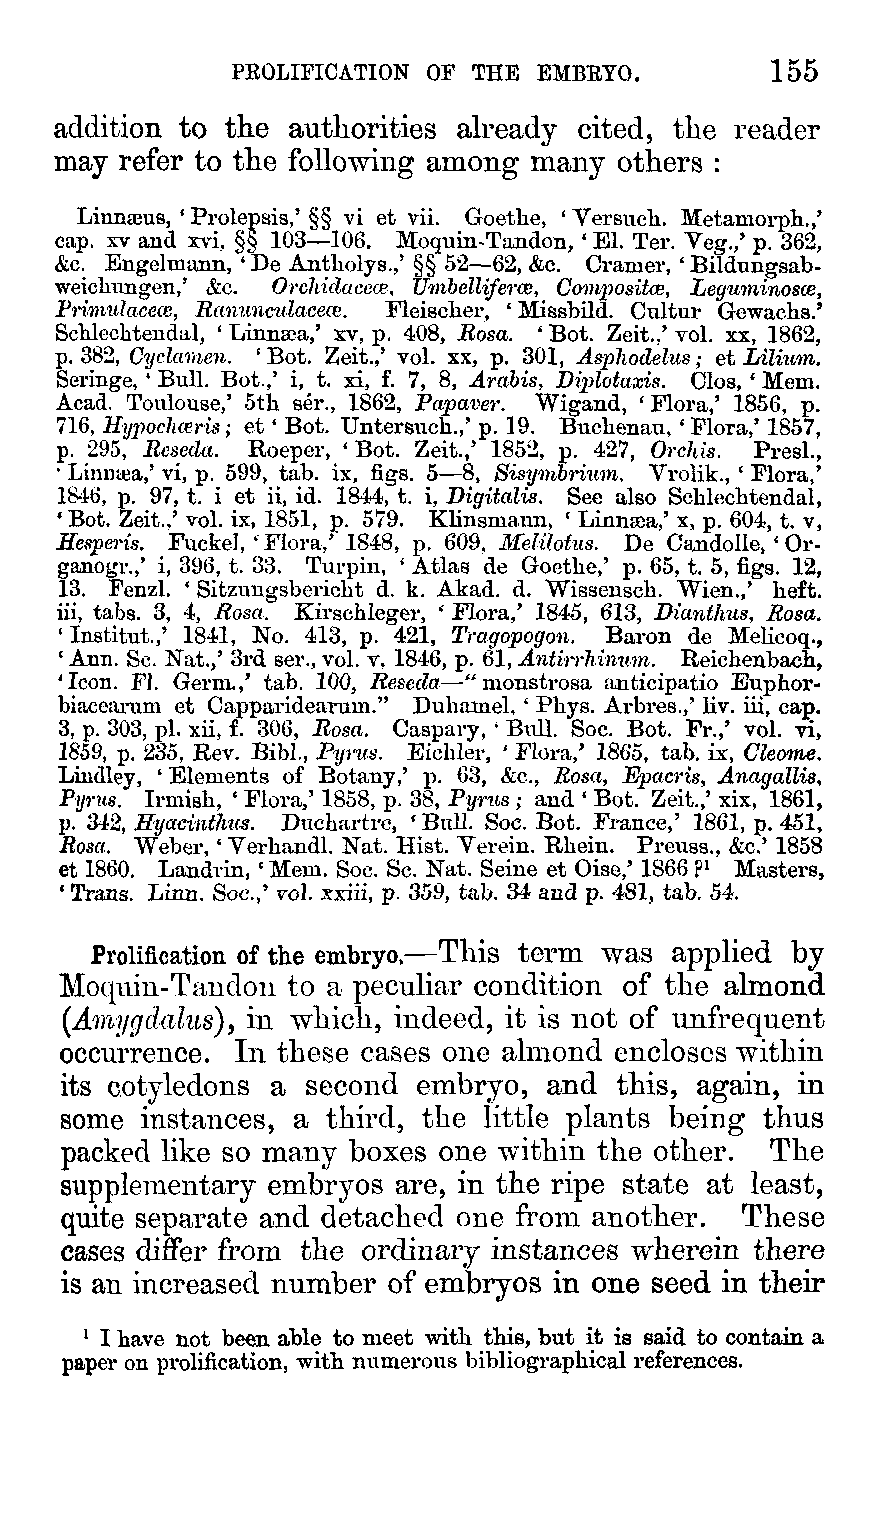 PROLIFICATION OF THE EMBRYO. 155
addition to the authorities already cited, the reader
may refer to the following among many others :
Linnæus, ‘ Prolepsis,’ §§ vi et vii. Goethe, ‘ Versuch. Metamorph.,’
cap. xv and xvi, §§ 103—106. Moquin-Tandon, ‘ El. Ter. Veg.,’ p. 362,
&c. Engelmann, ‘ De Antholys.,’ §§ 52—62, &c. Cramer, ‘ Bildungsab-
weichungen,’ &c. Orchidaceæ, Umbelliferæ, Compositæ, Leguminosæ,
Primulaceæ, Ranunculaceæ. Fleischer, ‘ Missbild. Cultur Gewachs.’
Schlechtendal, ‘ Linnæa,’ xv, p. 408, Rosa. ‘ Bot. Zeit.,’ vol. xx, 1862,
p. 382, Cyclamen. ‘ Bot. Zeit.,’ vol. xx, p. 301, Asphodelus ; et Lilium.
Seringe, ‘ Bull. Bot.,’ i, t. xi, f. 7, 8, Arabis, Diplotaxis. Clos, ‘ Mem.
Acad. Toulouse,’ 5th sér., 1862, Papaver. Wigand, ‘ Flora,’ 1856, p.
716, Hypochæris ; et ‘ Bot. Untersuch.,’ p. 19. Buchenau, ‘ Flora,’ 1857,
p. 295, Reseda. Roeper, ‘ Bot. Zeit.,’ 1852, p. 427, Orchis. Presl.,
‘ Linnæa,’ vi, p. 599, tab. ix, figs. 5—8, Sisymbrium. Vrolik., ‘ Flora,’
1846, p. 97, t. i et ii, id. 1844, t. i, Digitalis. See also Schlechtendal,
‘ Bot. Zeit.,’ vol. ix, 1851, p. 579. Klinsmann, ‘ Linnæa,’ x, p. 604, t. v,
Hesperis. Fuckel, ‘ Flora,’ 1848, p. 609, Melilotus. De Candolle, ‘ Or-
ganogr.,’ i, 396, t. 33. Turpin, ‘ Atlas de Goethe,’ p. 65, t. 5, figs. 12,
13. Fenzl. ‘ Sitzungsbericht d. k. Akad. d. Wissensch. Wien.,’ heft.
iii, tabs. 3, 4, Rosa. Kirschleger, ‘ Flora,’ 1845, 613, Dianthus, Rosa.
‘ Institut.,’ 1841, No. 413, p. 421, Tragopogon. Baron de Melicoq.,
‘ Ann. Sc. Nat.,’ 3rd ser., vol. v, 1846, p. 61, Antirrhinum. Reichenbach,
‘ Icon. Fl. Germ.,’ tab. 100, Reseda—“ monstrosa anticipatio Euphor-
biacearum et Capparidearum.” Duhamel, ‘ Phys. Arbres.,’ liv. iii, cap.
3, p. 303, pl. xii, f. 306, Rosa. Caspary, ‘ Bull. Soc. Bot. Fr.,’ vol. vi,
1859, p. 235, Rev. Bibl., Pyrus. Eichler, ‘ Flora,’ 1865, tab. ix, Cleome.
Lindley, ‘ Elements of Botany,’ p. 63, &c., Rosa, Epacris, Anagallis,
Pyrus. Irmish, ‘ Flora,’ 1858, p. 38, Pyrus ; and ‘ Bot. Zeit.,’ xix, 1861,
p. 342, Hyacinthus. Duchartre, ‘ Bull. Soc. Bot. France,’ 1861, p. 451,
Rosa. Weber, ‘ Verhandl. Nat. Hist. Verein. Rhein. Preuss., &c.’ 1858
et 1860. Landrin, ‘ Mem. Soc. Sc. Nat. Seine et Oise,’ 1866 ?¹ Masters,
‘ Trans. Linn. Soc.,’ vol. xxiii, p. 359, tab. 34 and p. 481, tab. 54.
Prolification of the embryo.—This term was applied by
Moquin-Tandon to a peculiar condition of the almond
(Amygdalus), in which, indeed, it is not of unfrequent
occurrence. In these cases one almond encloses within
its cotyledons a second embryo, and this, again, in
some instances, a third, the little plants being thus
packed like so many boxes one within the other. The
supplementary embryos are, in the ripe state at least,
quite separate and detached one from another. These
cases differ from the ordinary instances wherein there
is an increased number of embryos in one seed in their
¹ I have not been able to meet with this, but it is said to contain a
paper on prolification, with numerous bibliographical references.